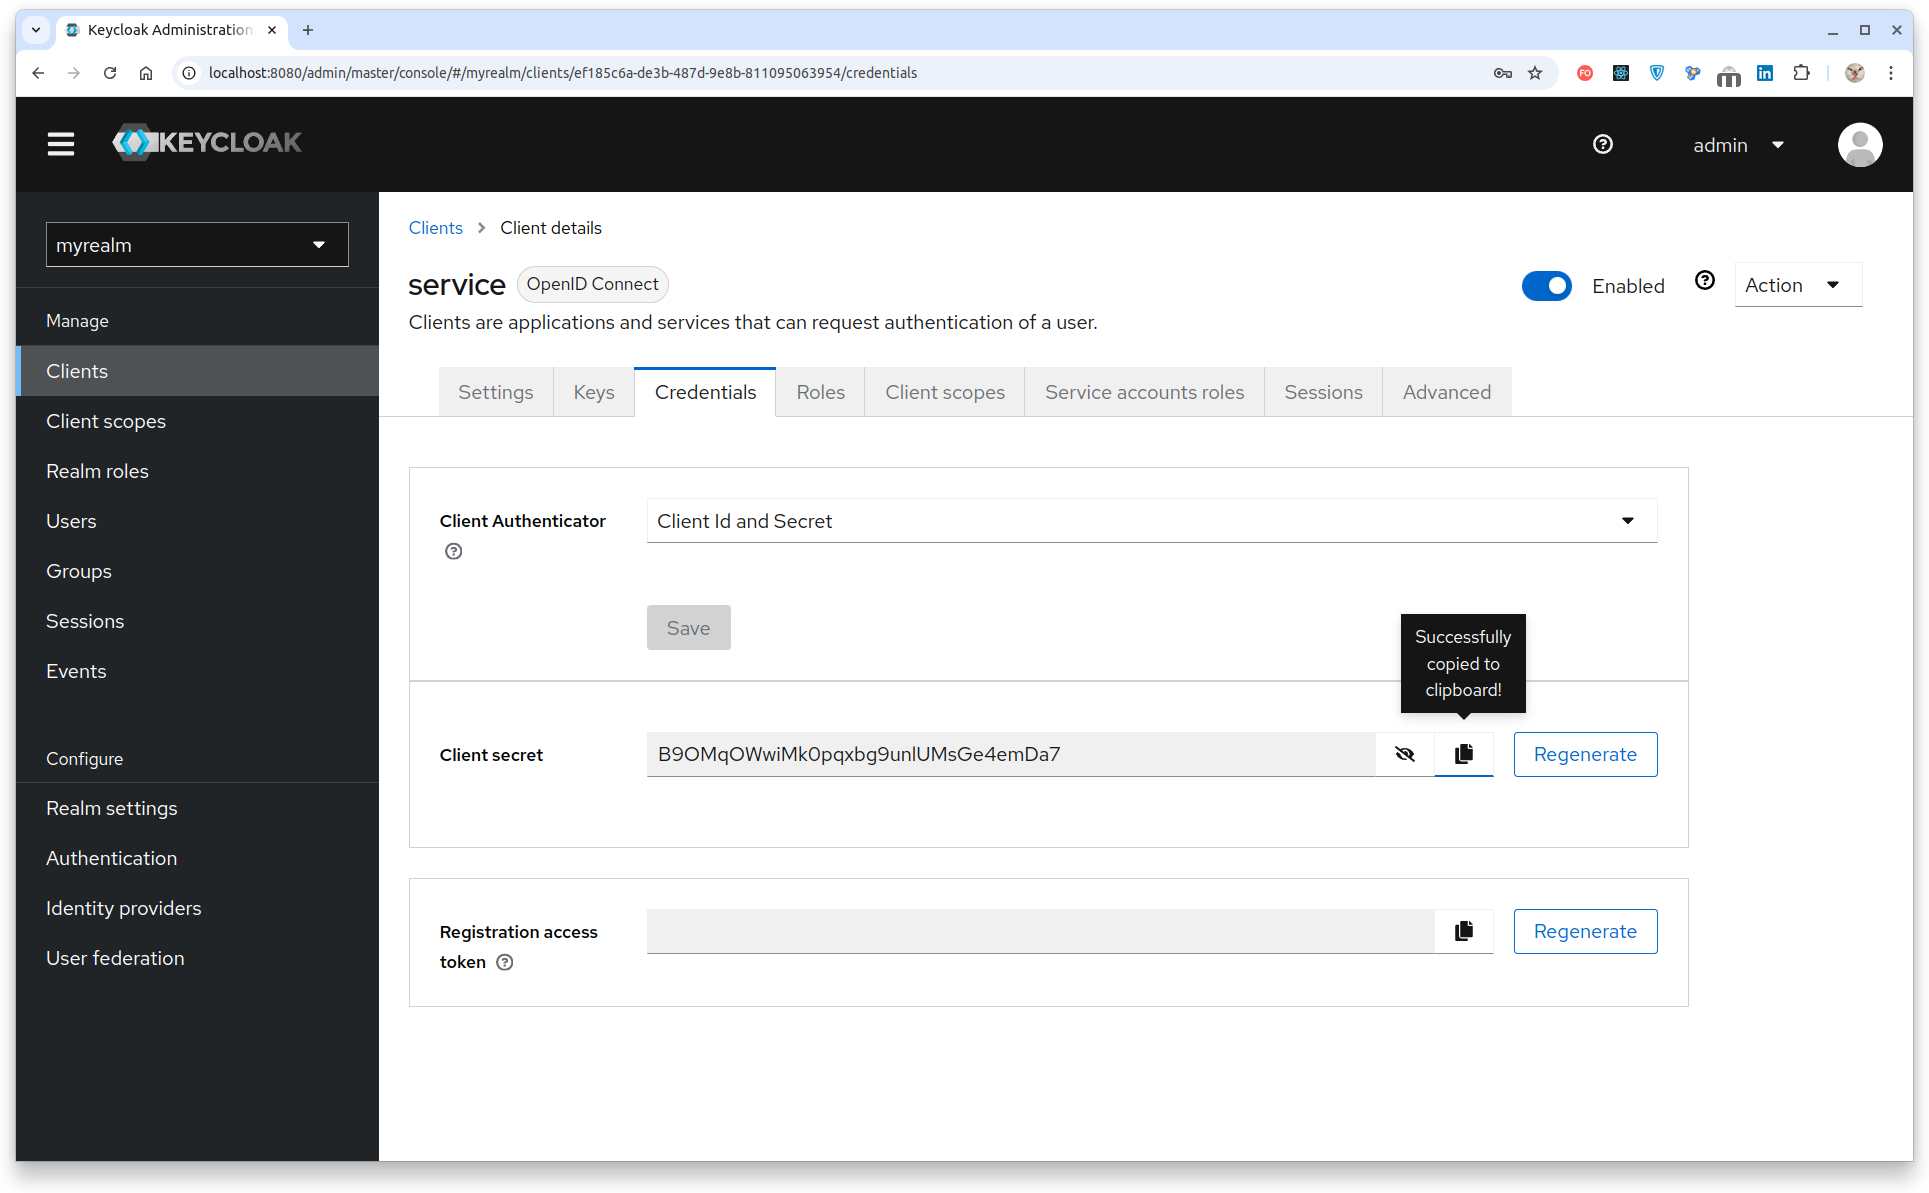 Keycloak Administration
localhost:8080/admin/master/console/#/myrealm/clients/ef185c6a-de3b-487d-9e8b-811095063954/credentials
FO
in
KEYCLOAK
admin
myrealm
Manage
Clients
Client scopes
Realm roles
Users
Groups
Sessions
Events
Configure
Realm settings
Authentication
Identity providers
User federation
Clients > Client details
service OpenID Connect
Enabled
Action
Clients are applications and services that can request authentication of a user.
Settings Keys Credentials Roles Client scopes Service accounts roles Sessions Advanced
Client Authenticator
Client Id and Secret
Save
Successfully
copied to
clipboard!
Client secret
B9OMqOWwiMk0pqxbg9unlUMsGe4emDa7
Regenerate
Registration access
token
Regenerate